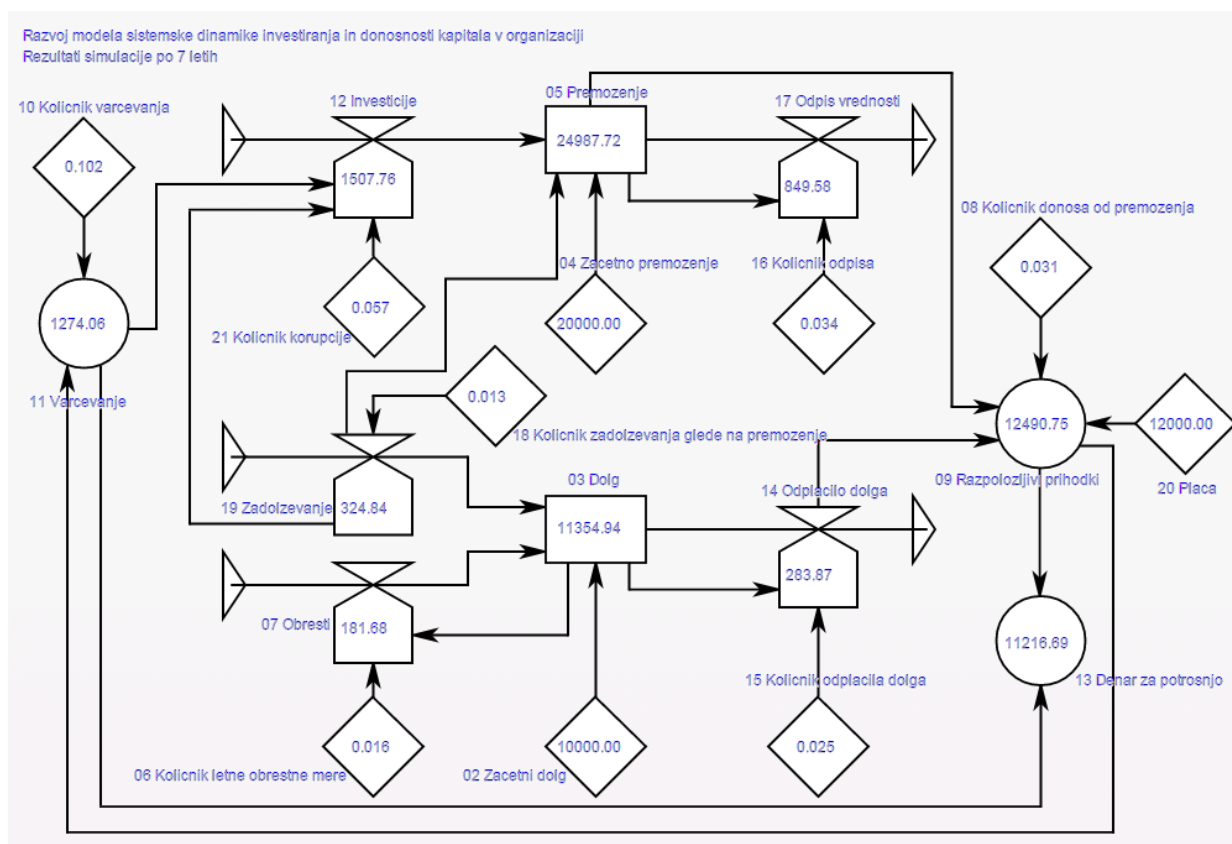 Razvoj modela sistemske dinamike investiranja in donosnosti kapitala v organizaciji
Rezultati simulacije po 7 letih
10 Kolicnik varcevanja
12 Investicije
05 Premozenje
17 Odpis vrednosti
0.102
1507.76
24987.72
849.58
08 Kolicnik donosa od premozenja
04 Zacetno premozenje
16 Kolicnik odpisa
0.031
1274.06
0.057
20000.00
0.034
21 Kolicnik korupcije
11 Varcevanje
0.013
12490.75
12000.00
18 Kolicnik zadolzevanja glede na premozenje
03 Dolg
14 Odplacilo dolga
09 Razpolozljivi prihodki
20 Placa
19 Zadolzevanje
324.84
11354.94
283.87
07 Obresti
181.68
11216.69
15 Kolicnik odplacila dolga
13 Denar za potrosnjo
0.016
10000.00
0.025
06 Kolicnik letne obrestne mere
02 Zacetni dolg